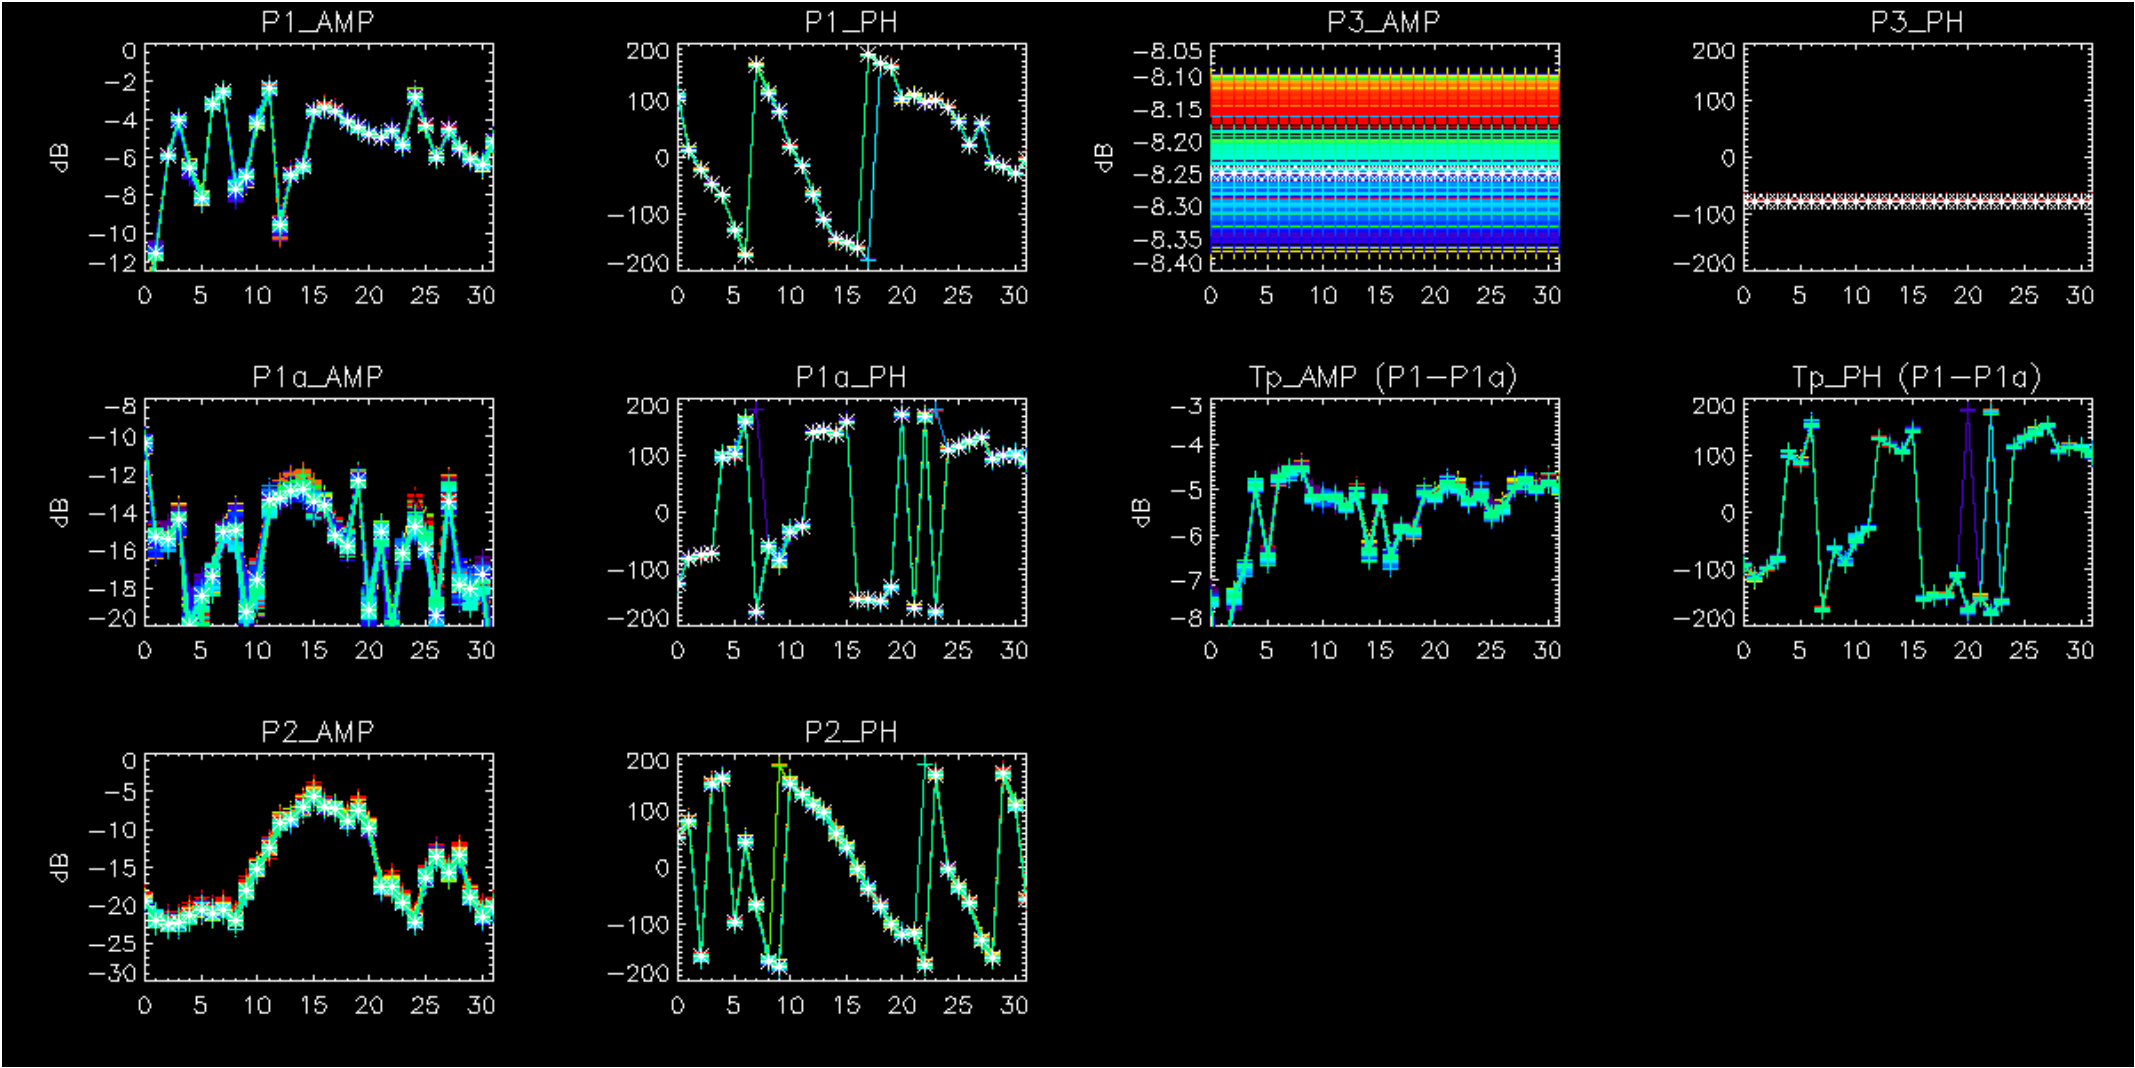 P1_AMP P1_PH P3_AMP P3_PH
0 200 -8.05 200
-2 100 -8.10 100
-4 0 -8.15 0
-6 -100 -8.20 -100
-8 -200 -8.25 -200
-10 -8.30
-12 -8.35
-8.40
dB dB
0 5 10 15 20 25 30 0 5 10 15 20 25 30 0 5 10 15 20 25 30 0 5 10 15 20 25 30
P1a_AMP P1a_PH Tp_AMP (P1-P1a) Tp_PH (P1-P1a)
-8 200 -3 200
-10 100 -4 100
-12 0 -5 0
-14 -100 -6 -100
-16 -200 -7 -200
-18 -8
-20
dB dB
0 5 10 15 20 25 30 0 5 10 15 20 25 30 0 5 10 15 20 25 30 0 5 10 15 20 25 30
P2_AMP P2_PH
0 200
-5 100
-10 0
-15 -100
-20 -200
-25
-30
dB
0 5 10 15 20 25 30 0 5 10 15 20 25 30